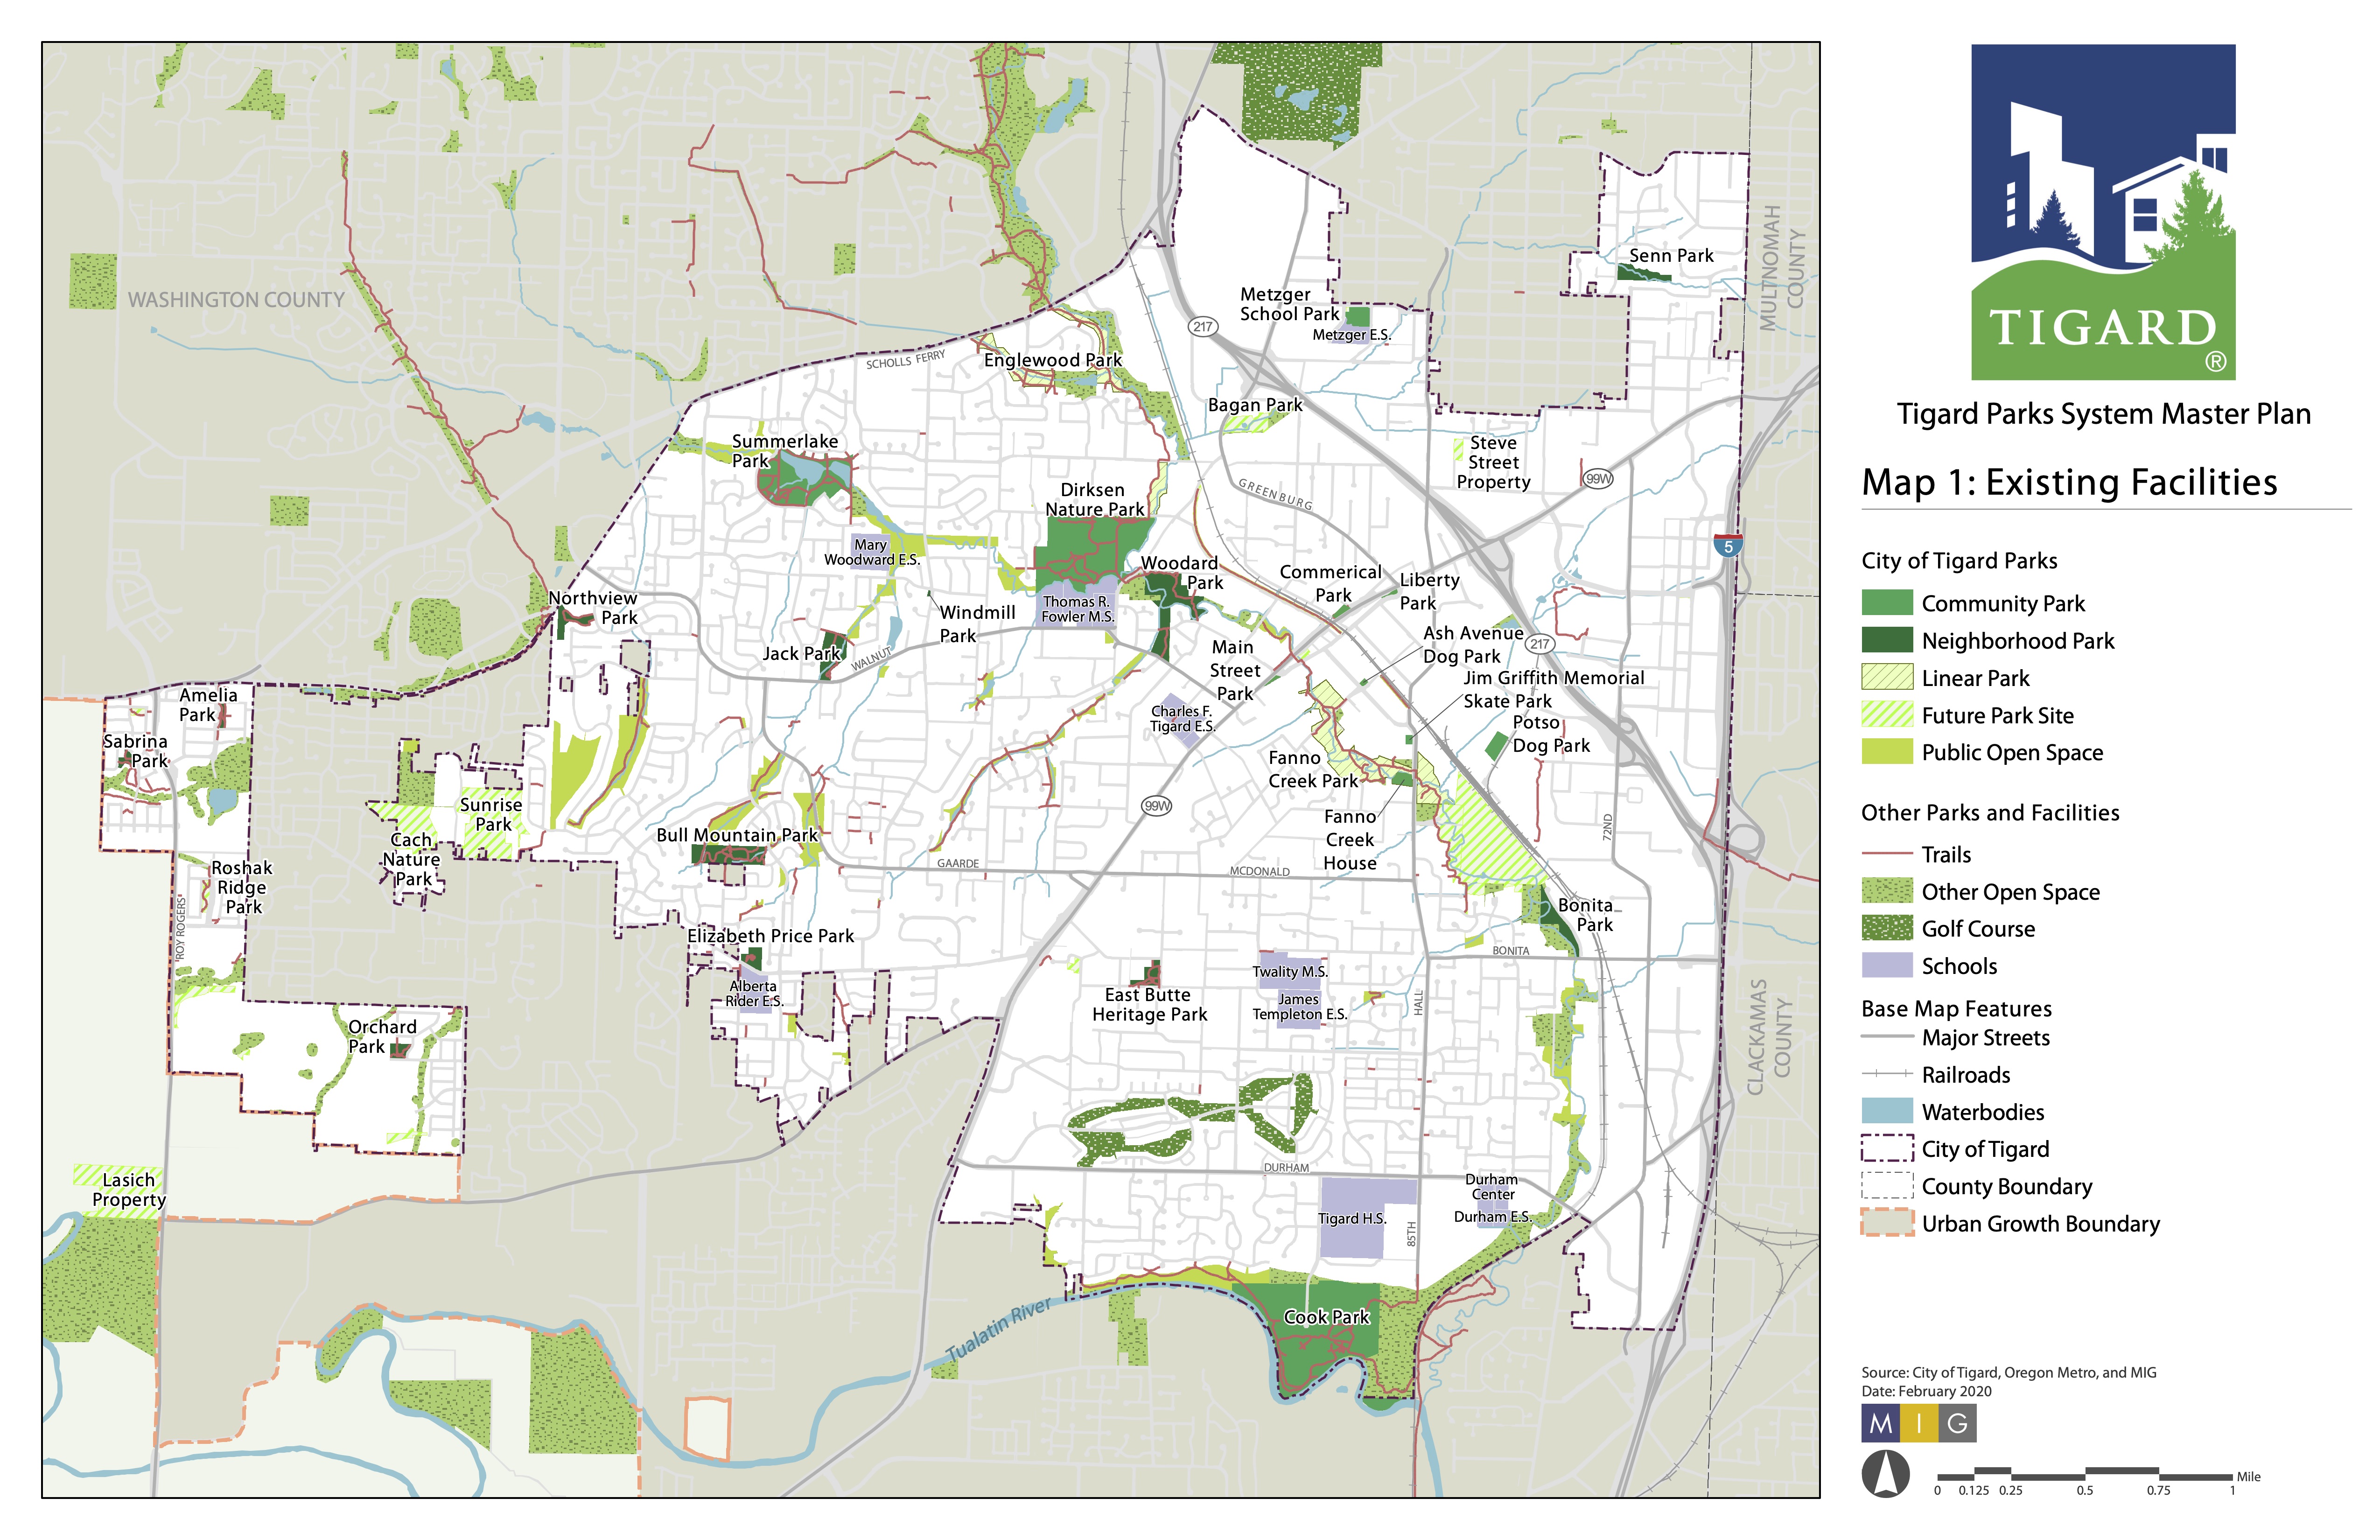 WASHINGTON COUNTY
MULTNOMAH
COUNTY
CLACKAMAS
COUNTY
Senn Park
Metzger
School Park
Metzger E.S.
217
SCHOLLS FERRY
Englewood Park
Bagan Park
Summerlake
Park
Steve
Street
Property
99W
GREENBURG
Dirksen
Nature Park
5
Mary
Woodward E.S.
Woodard
Park
Commerical
Park
Liberty
Park
Northview
Park
Windmill
Park
Thomas R.
Fowler M.S.
Ash Avenue
Dog Park
217
Jack Park
WALNUT
Main
Street
Park
Jim Griffith Memorial
Skate Park
Amelia
Park
Charles F.
Tigard E.S.
Potso
Dog Park
Sabrina
Park
Fanno
Creek Park
Sunrise
Park
99W
Fanno
Creek
House
72ND
Bull Mountain Park
Cach
Nature
Park
GAARDE
MCDONALD
Roshak
Ridge
Park
ROY ROGERS
Bonita
Park
Elizabeth Price Park
BONITA
Alberta
Rider E.S.
Twality M.S.
East Butte
Heritage Park
James
Templeton E.S.
HALL
Orchard
Park
DURHAM
Lasich
Property
Durham
Center
Durham E.S.
Tigard H.S.
85TH
Cook Park
Tualatin River
TIGARD
®
Tigard Parks System Master Plan
Map 1: Existing Facilities
City of Tigard Parks
Community Park
Neighborhood Park
Linear Park
Future Park Site
Public Open Space
Other Parks and Facilities
Trails
Other Open Space
Golf Course
Schools
Base Map Features
Major Streets
Railroads
Waterbodies
City of Tigard
County Boundary
Urban Growth Boundary
Source: City of Tigard, Oregon Metro, and MIG
Date: February 2020
M I G
Mile
0 0.125 0.25 0.5 0.75 1